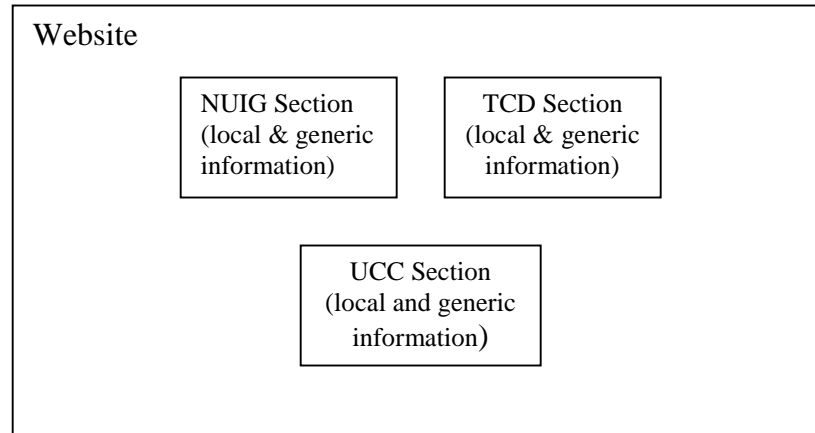 Website
NUIG Section
(local & generic
information)
TCD Section
(local & generic
information)
UCC Section
(local and generic
information)